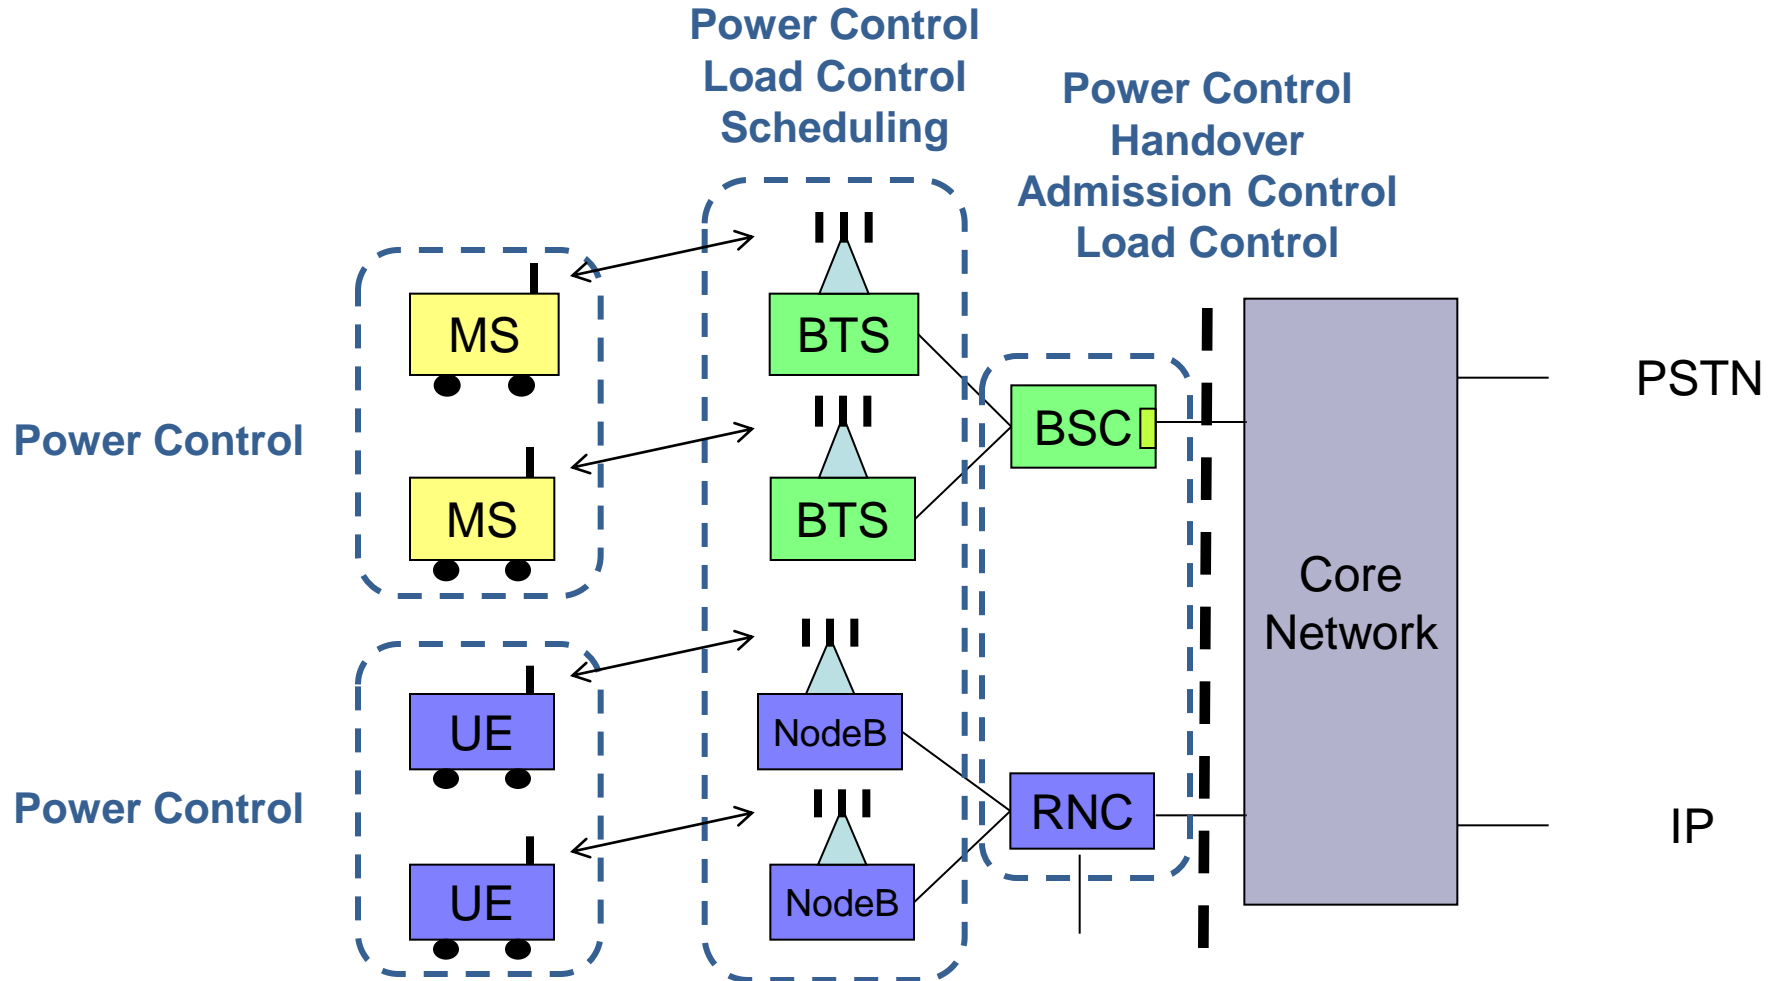 Power Control
Load Control
Scheduling
Power Control
Handover
Admission Control
Load Control
MS
BTS
PSTN
BSC
Power Control
MS
BTS
Core
Network
UE
NodeB
Power Control
RNC
IP
UE
NodeB